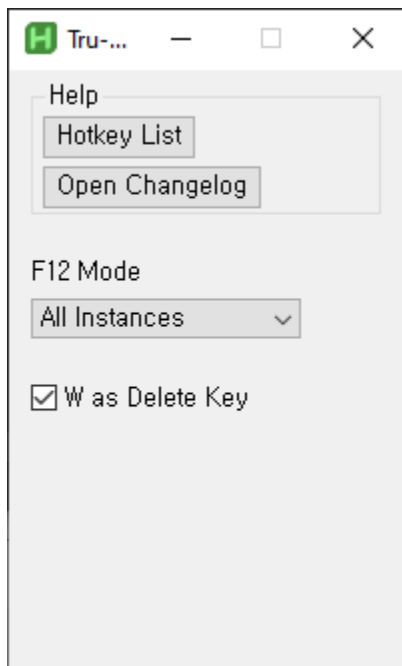 Tru-...
Help
Hotkey List
Open Changelog
F12 Mode
All Instances
W as Delete Key